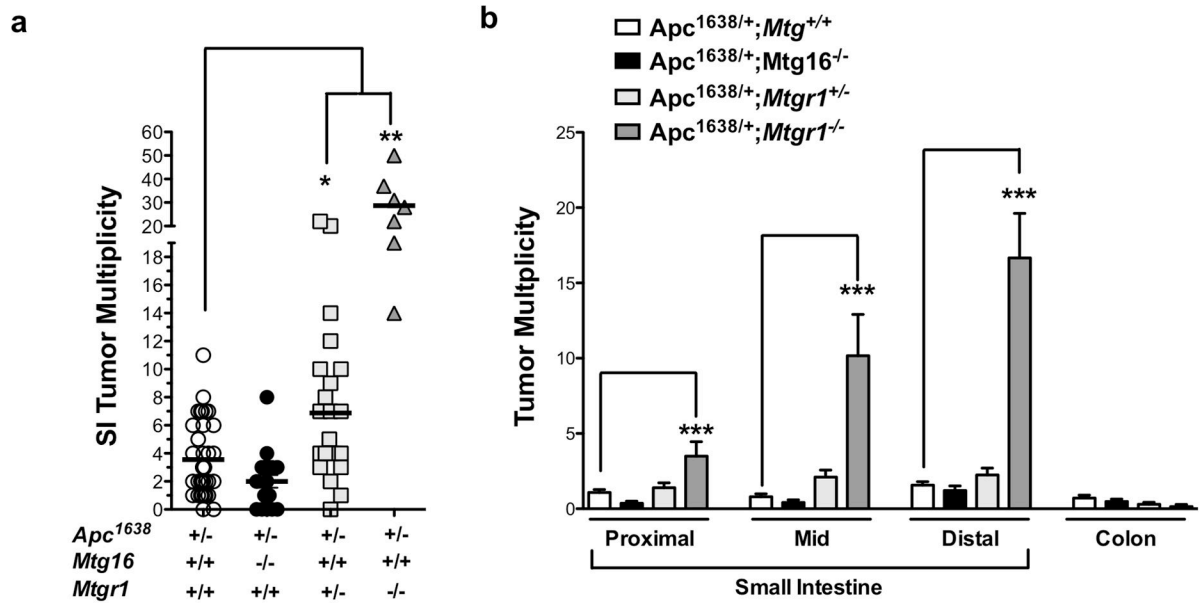 a
SI Tumor Multiplicity
60
50
40
30
20
18
16
14
12
10
8
6
4
2
0
*
**
Apc1638 +/- +/- +/- +/-
Mtg16 +/+ -/- +/+ +/+
Mtgr1 +/+ +/+ +/- -/-
b
Apc1638/+;Mtg+/+
Apc1638/+;Mtg16-/-
Apc1638/+;Mtgr1+/-
Apc1638/+;Mtgr1-/-
Tumor Multplicity
25
20
15
10
5
0
***
***
***
Proximal Mid Distal Colon
Small Intestine